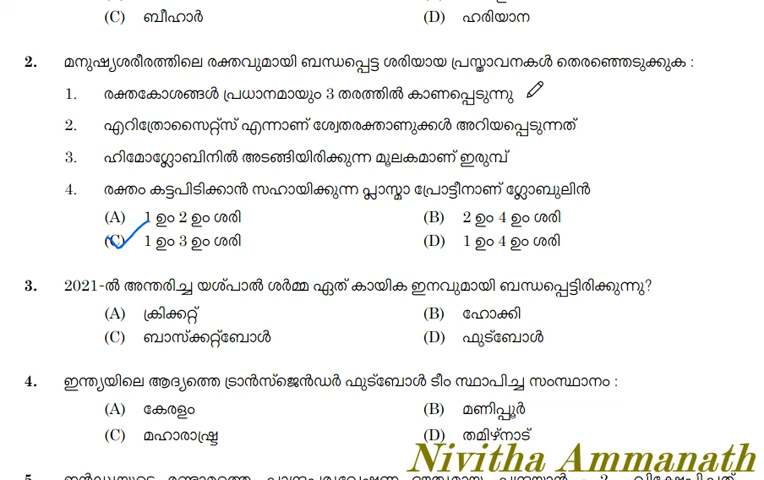 (C) ബീഹാർ (D) ഹരിയാന
2. മനുഷ്യശരീരത്തിലെ രക്തവുമായി ബന്ധപ്പെട്ട ശരിയായ പ്രസ്താവനകൾ തെരഞ്ഞെടുക്കുക :
1. രക്തകോശങ്ങൾ പ്രധാനമായും 3 തരത്തിൽ കാണപ്പെടുന്നു
2. എറിത്രോസൈറ്റ്സ് എന്നാണ് ശ്വേതരക്താണുക്കൾ അറിയപ്പെടുന്നത്
3. ഹിമോഗ്ലോബിനിൽ അടങ്ങിയിരിക്കുന്ന മൂലകമാണ് ഇരുമ്പ്
4. രക്തം കട്ടപിടിക്കാൻ സഹായിക്കുന്ന പ്ലാസ്മാ പ്രോട്ടീനാണ് ഗ്ലോബുലിൻ
(A) 1 ഉം 2 ഉം ശരി (B) 2 ഉം 4 ഉം ശരി
(C) 1 ഉം 3 ഉം ശരി (D) 1 ഉം 4 ഉം ശരി
3. 2021-ൽ അന്തരിച്ച യശ്പാൽ ശർമ്മ ഏത് കായിക ഇനവുമായി ബന്ധപ്പെട്ടിരിക്കുന്നു?
(A) ക്രിക്കറ്റ് (B) ഹോക്കി
(C) ബാസ്ക്കറ്റ്ബോൾ (D) ഫുട്ബോൾ
4. ഇന്ത്യയിലെ ആദ്യത്തെ ട്രാൻസ്ജെൻഡർ ഫുട്ബോൾ ടീം സ്ഥാപിച്ച സംസ്ഥാനം :
(A) കേരളം (B) മണിപ്പൂർ
(C) മഹാരാഷ്ട്ര (D) തമിഴ്നാട്
Nivitha Ammanath